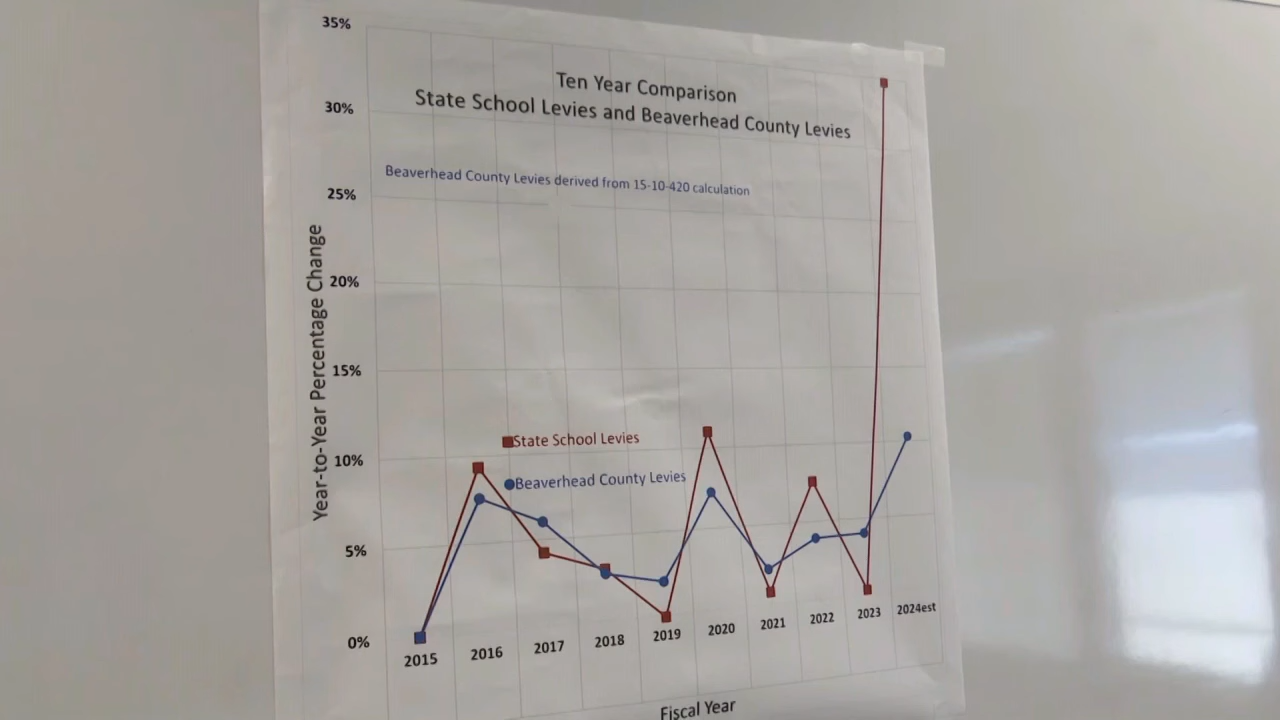 Ten Year Comparison
State School Levies and Beaverhead County Levies
Beaverhead County Levies derived from 15-10-420 calculation
Year-to-Year Percentage Change
35%
30%
25%
20%
15%
10%
5%
0%
State School Levies
Beaverhead County Levies
2015 2016 2017 2018 2019 2020 2021 2022 2023 2024est
Fiscal Year